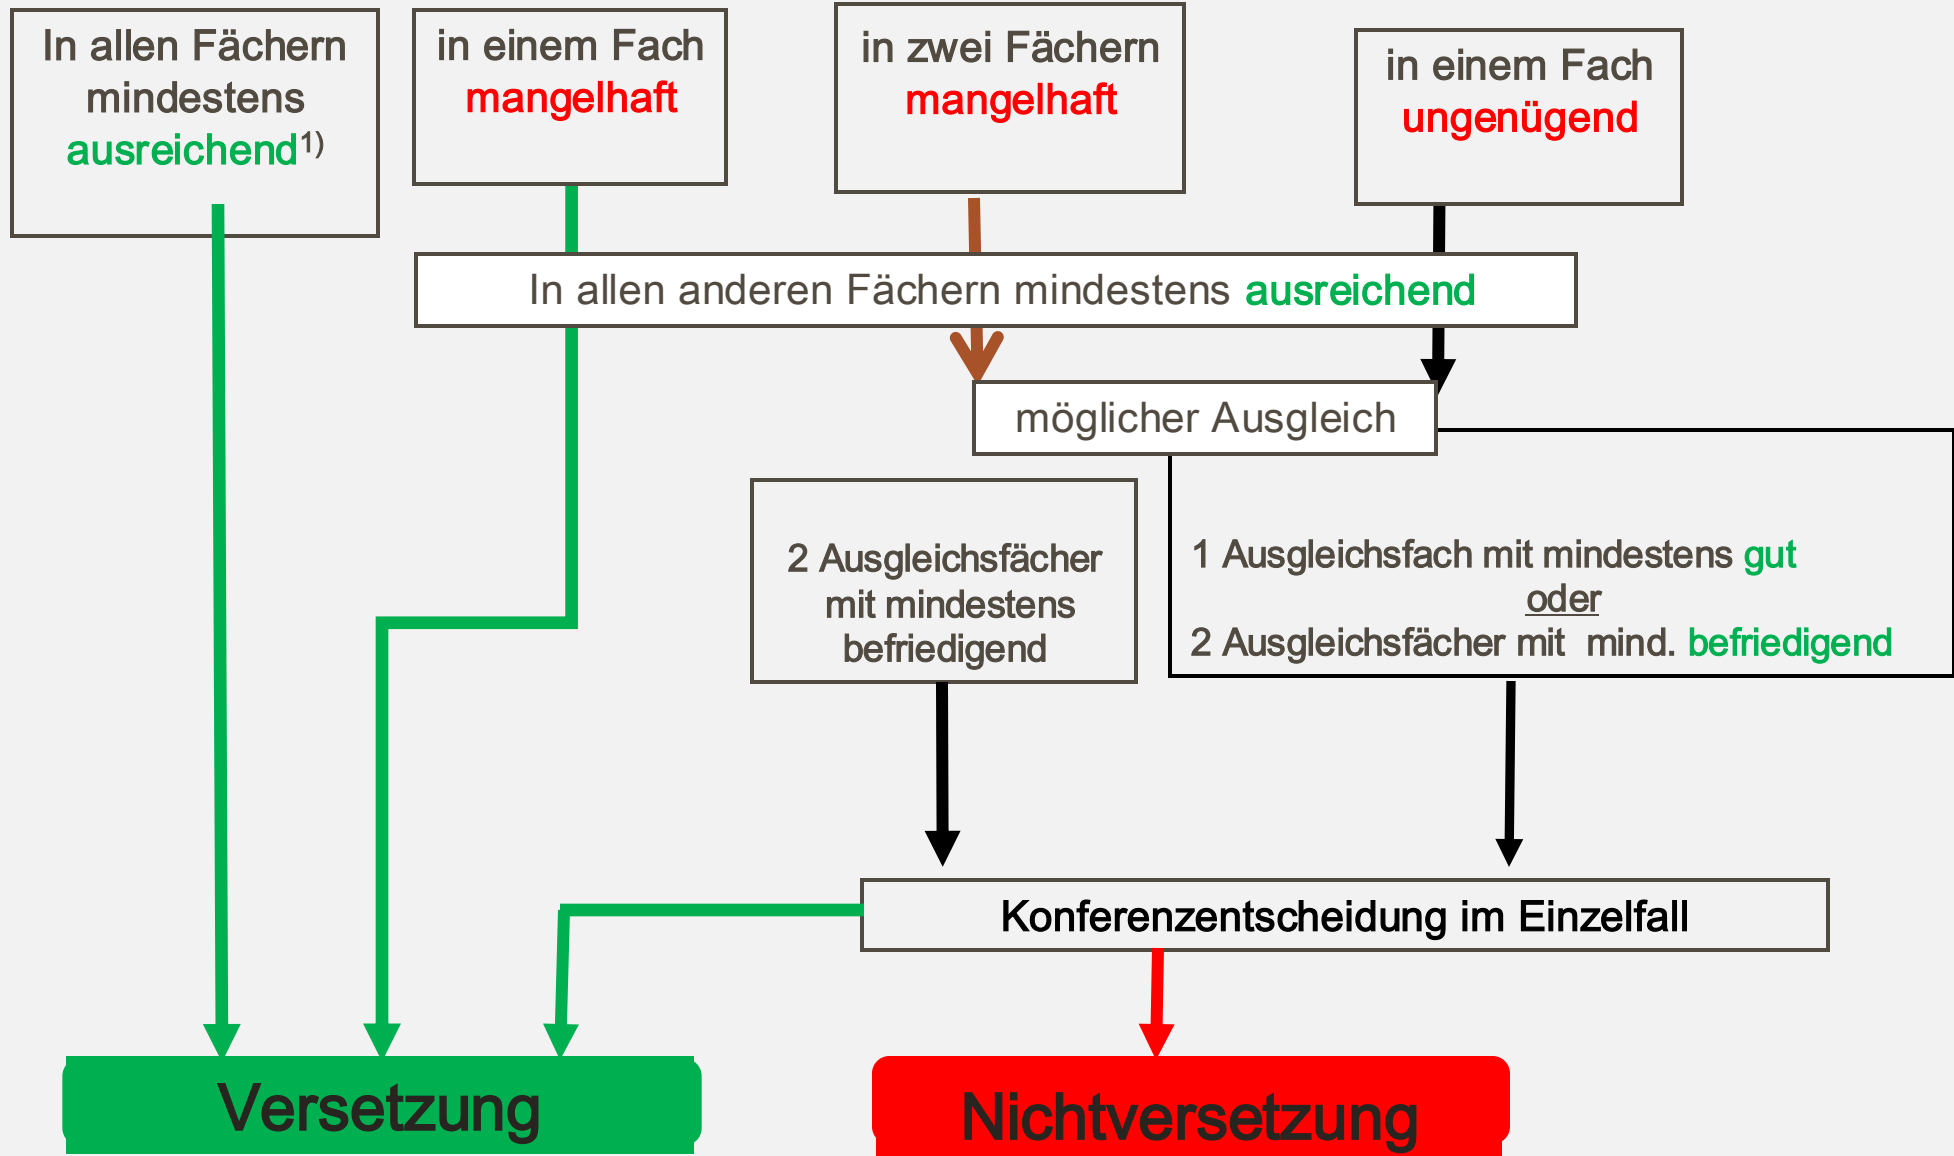 In allen Fächern
mindestens
ausreichend1)
in einem Fach
mangelhaft
in zwei Fächern
mangelhaft
in einem Fach
ungenügend
In allen anderen Fächern mindestens ausreichend
möglicher Ausgleich
2 Ausgleichsfächer
mit mindestens
befriedigend
1 Ausgleichsfach mit mindestens gut
oder
2 Ausgleichsfächer mit mind. befriedigend
Konferenzentscheidung im Einzelfall
Versetzung
Nichtversetzung